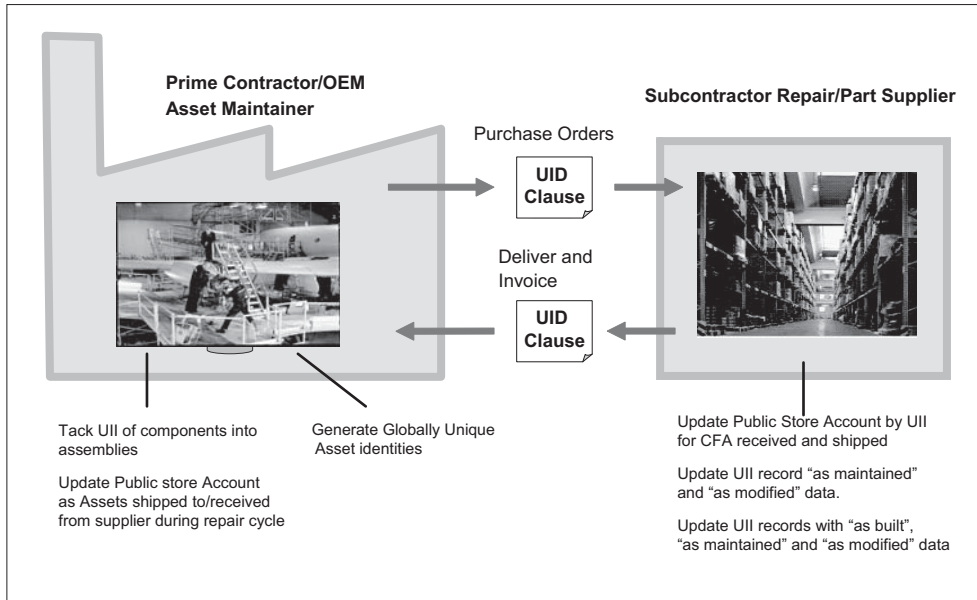 Prime Contractor/OEM
Asset Maintainer
Subcontractor Repair/Part Supplier
Purchase Orders
UID
Clause
Deliver and
Invoice
UID
Clause
Tack UII of components into
assemblies
Update Public store Account
as Assets shipped to/received
from supplier during repair cycle
Generate Globally Unique
Asset identities
Update Public Store Account by UII
for CFA received and shipped
Update UII record “as maintained”
and “as modified” data.
Update UII records with “as built”,
“as maintained” and “as modified” data